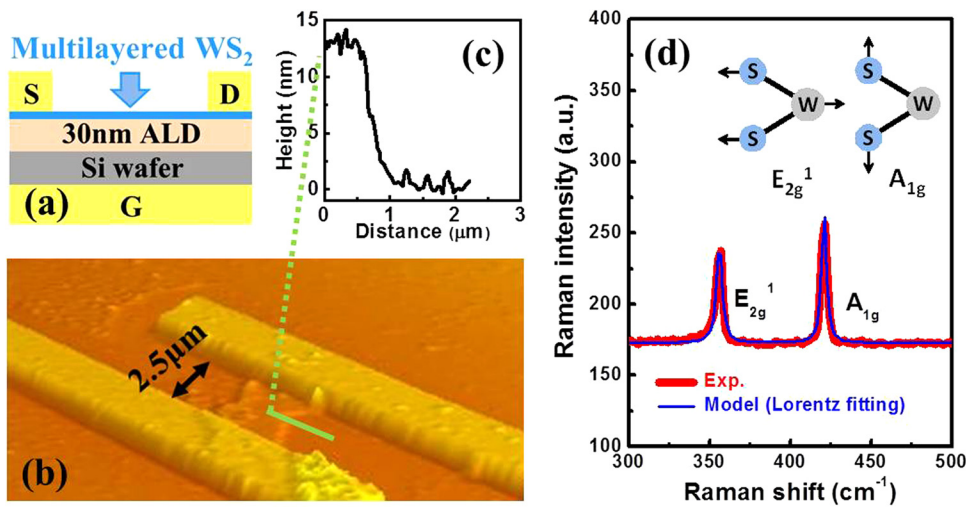 Multilayered WS₂
S
D
30nm ALD
Si wafer
(a)
G
(c)
Height (nm)
15
10
5
0
0
1
2
3
Distance (μm)
2.5μm
(b)
(d)
Raman intensity (a.u.)
400
350
300
250
200
150
100
S
S
W
E₂g¹
S
S
W
A₁g
E₂g¹
A₁g
Exp.
Model (Lorentz fitting)
300
350
400
450
500
Raman shift (cm⁻¹)